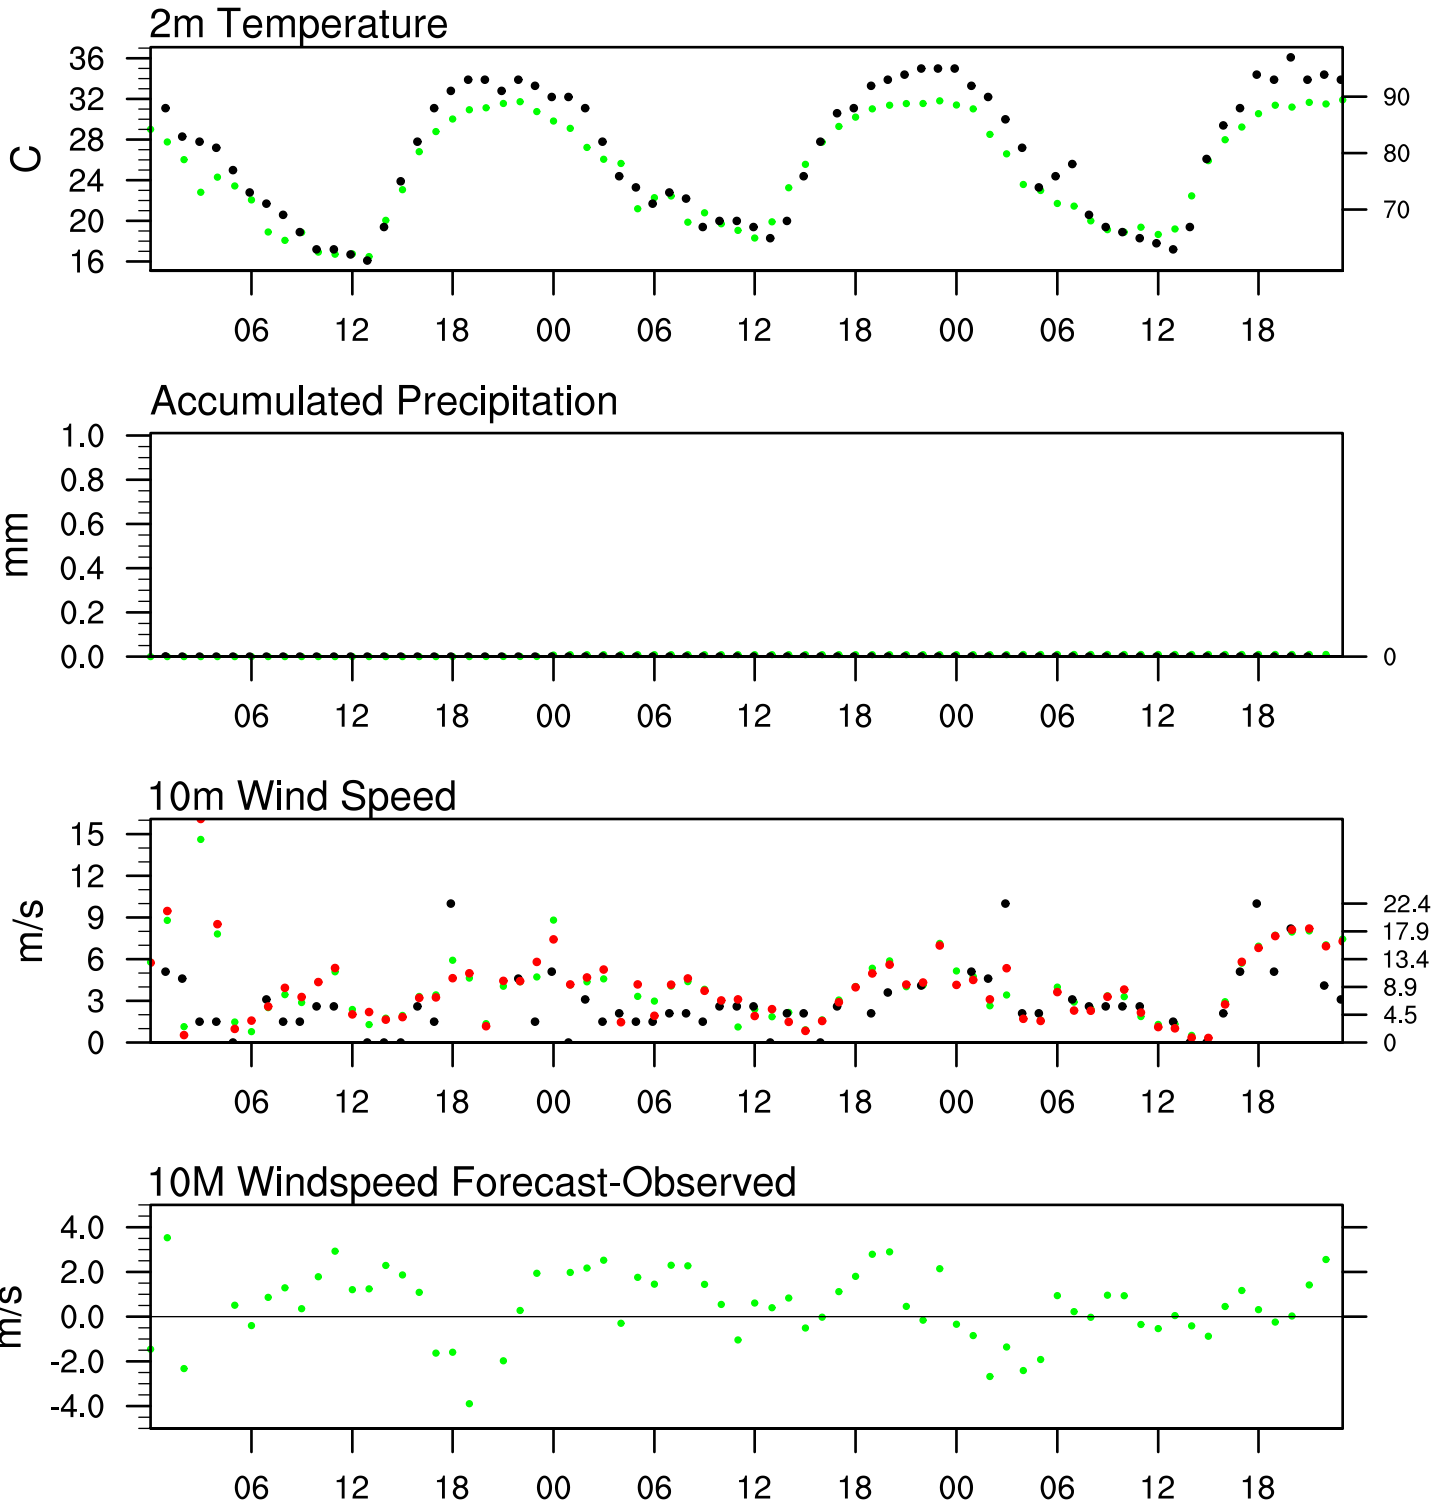 2m Temperature
36
32
28
24
20
16
C
90
80
70
06 12 18 00 06 12 18 00 06 12 18
Accumulated Precipitation
1.0
0.8
0.6
0.4
0.2
0.0
mm
0
06 12 18 00 06 12 18 00 06 12 18
10m Wind Speed
15
12
9
6
3
0
m/s
22.4
17.9
13.4
8.9
4.5
0
06 12 18 00 06 12 18 00 06 12 18
10M Windspeed Forecast-Observed
4.0
2.0
0.0
-2.0
-4.0
m/s
06 12 18 00 06 12 18 00 06 12 18